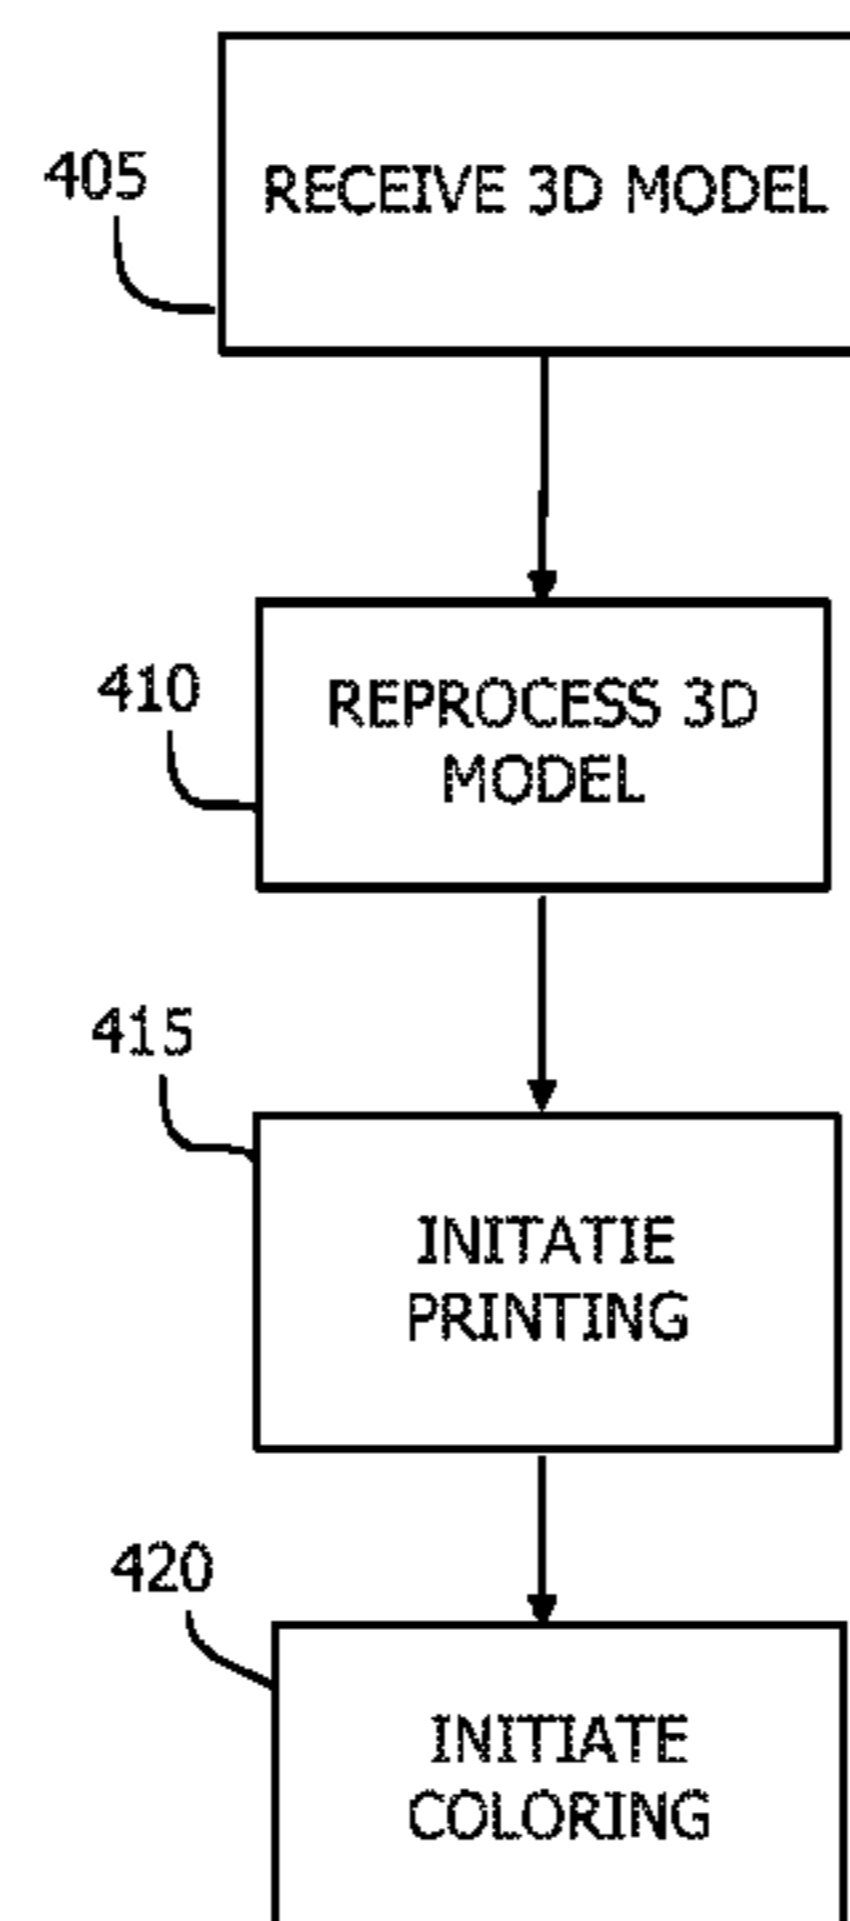 405
RECEIVE 3D MODEL
410
REPROCESS 3D
MODEL
415
INITATIE
PRINTING
420
INITIATE
COLORING